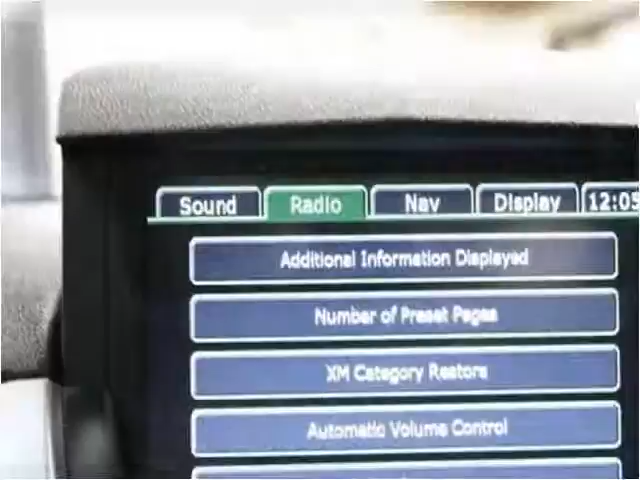 Sound Radio Nav Display 12:05
Additional Information Displayed
Number of Preset Pages
XM Category Restore
Automatic Volume Control